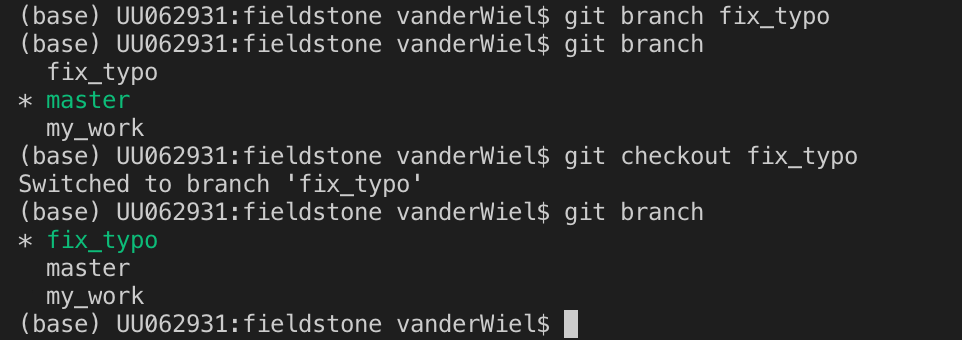 (base) UU062931:fieldstone vanderWiel$ git branch fix_typo
(base) UU062931:fieldstone vanderWiel$ git branch
  fix_typo
* master
  my_work
(base) UU062931:fieldstone vanderWiel$ git checkout fix_typo
Switched to branch 'fix_typo'
(base) UU062931:fieldstone vanderWiel$ git branch
* fix_typo
  master
  my_work
(base) UU062931:fieldstone vanderWiel$